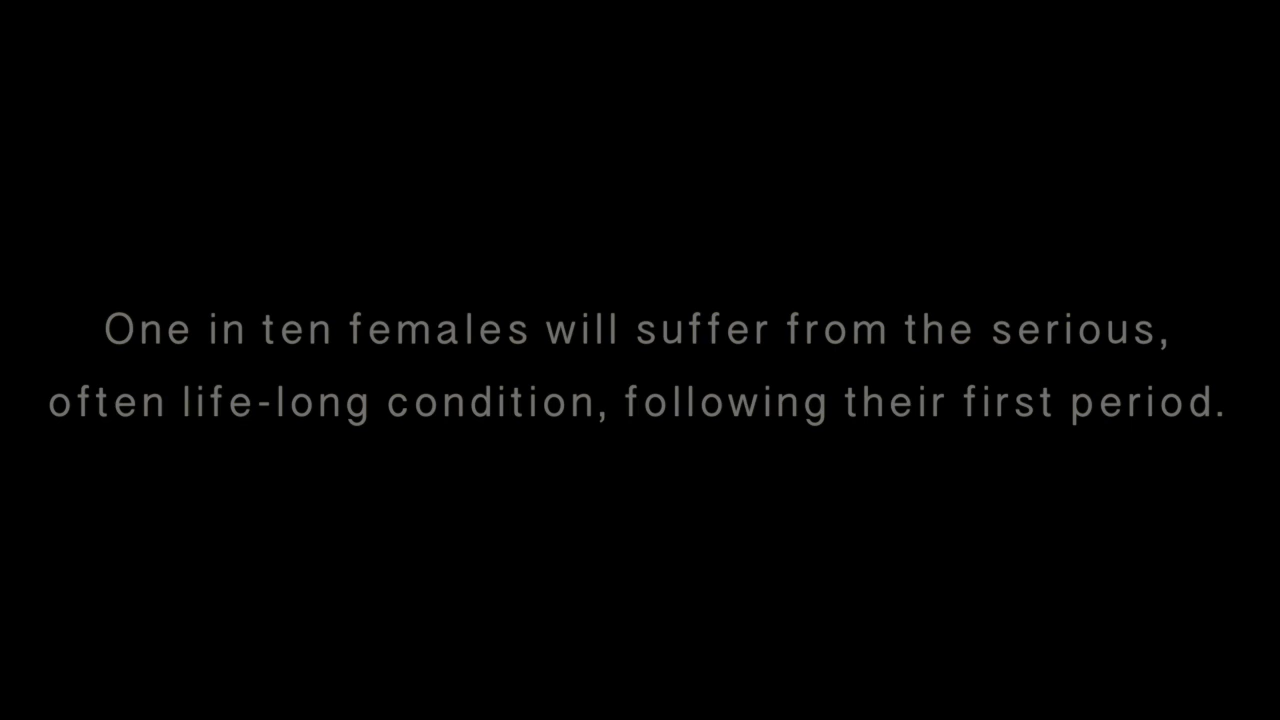 One in ten females will suffer from the serious,
often life-long condition, following their first period.